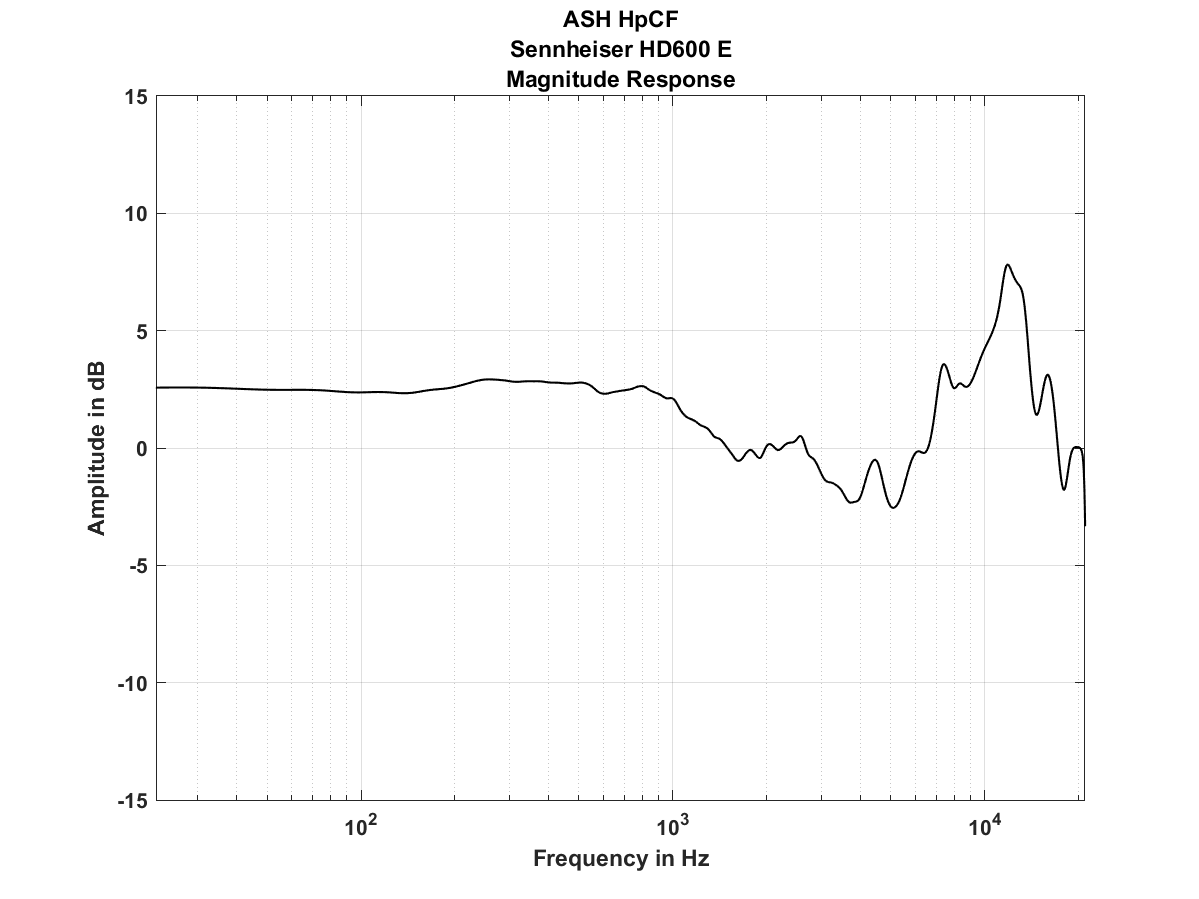 ASH HpCF
Sennheiser HD600 E
Magnitude Response
15
10
5
0
-5
-10
-15
Amplitude in dB
10²
10³
10⁴
Frequency in Hz